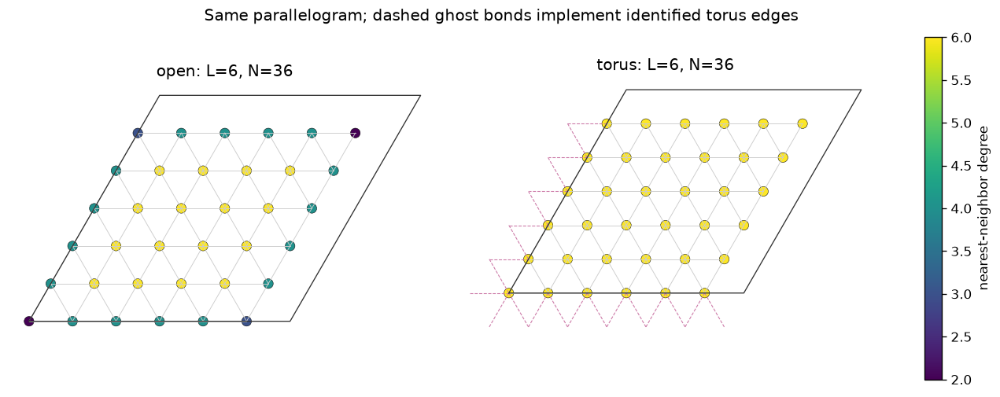 Same parallelogram; dashed ghost bonds implement identified torus edges
open: L=6, N=36
torus: L=6, N=36
6.0
5.5
5.0
4.5
4.0
3.5
3.0
2.5
2.0
nearest-neighbor degree